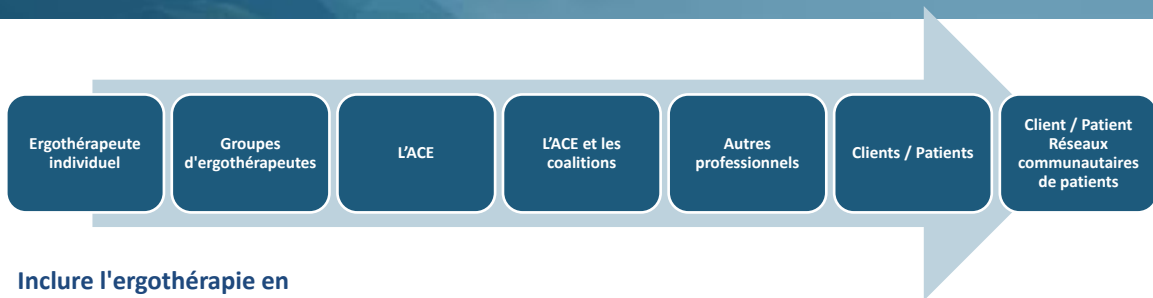 Ergothérapeute
individuel
Groupes
d'ergothérapeutes
L'ACE
L'ACE et les
coalitions
Autres
professionnels
Clients / Patients
Client / Patient
Réseaux
communautaires
de patients
Inclure l'ergothérapie en